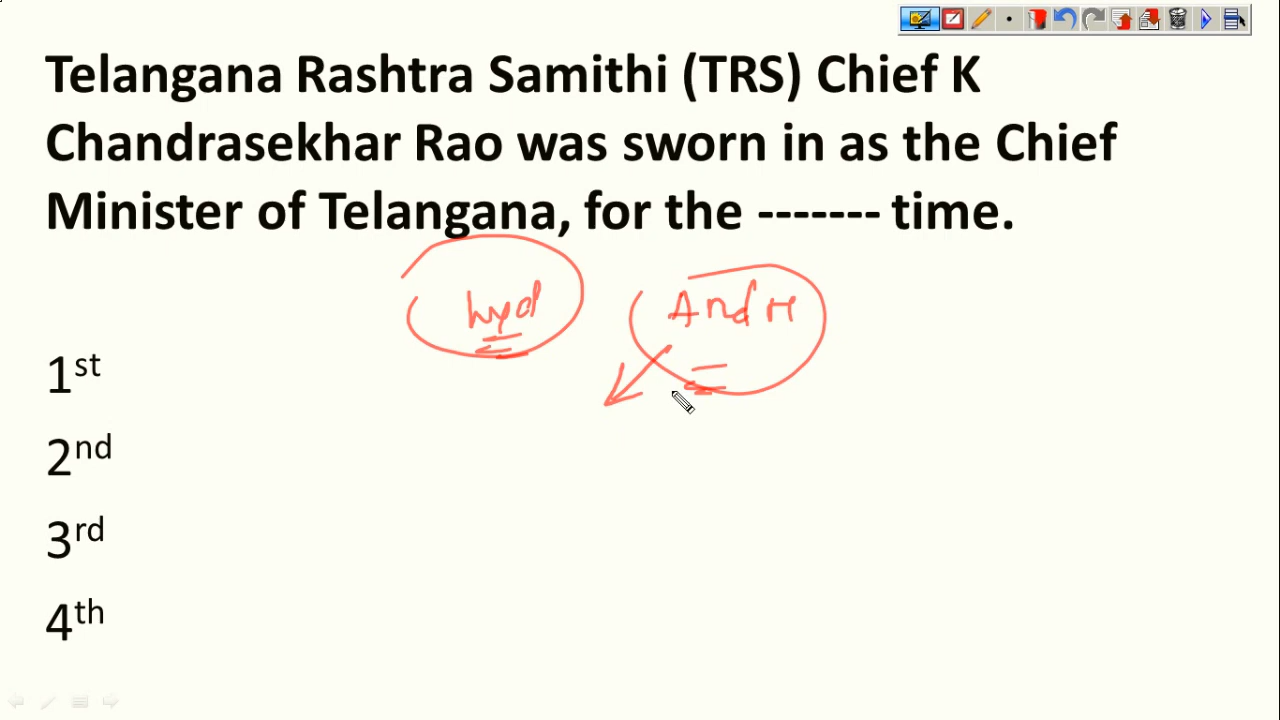 Telangana Rashtra Samithi (TRS) Chief K
Chandrasekhar Rao was sworn in as the Chief
Minister of Telangana, for the ------- time.
hyd AndH
1st
2nd
3rd
4th